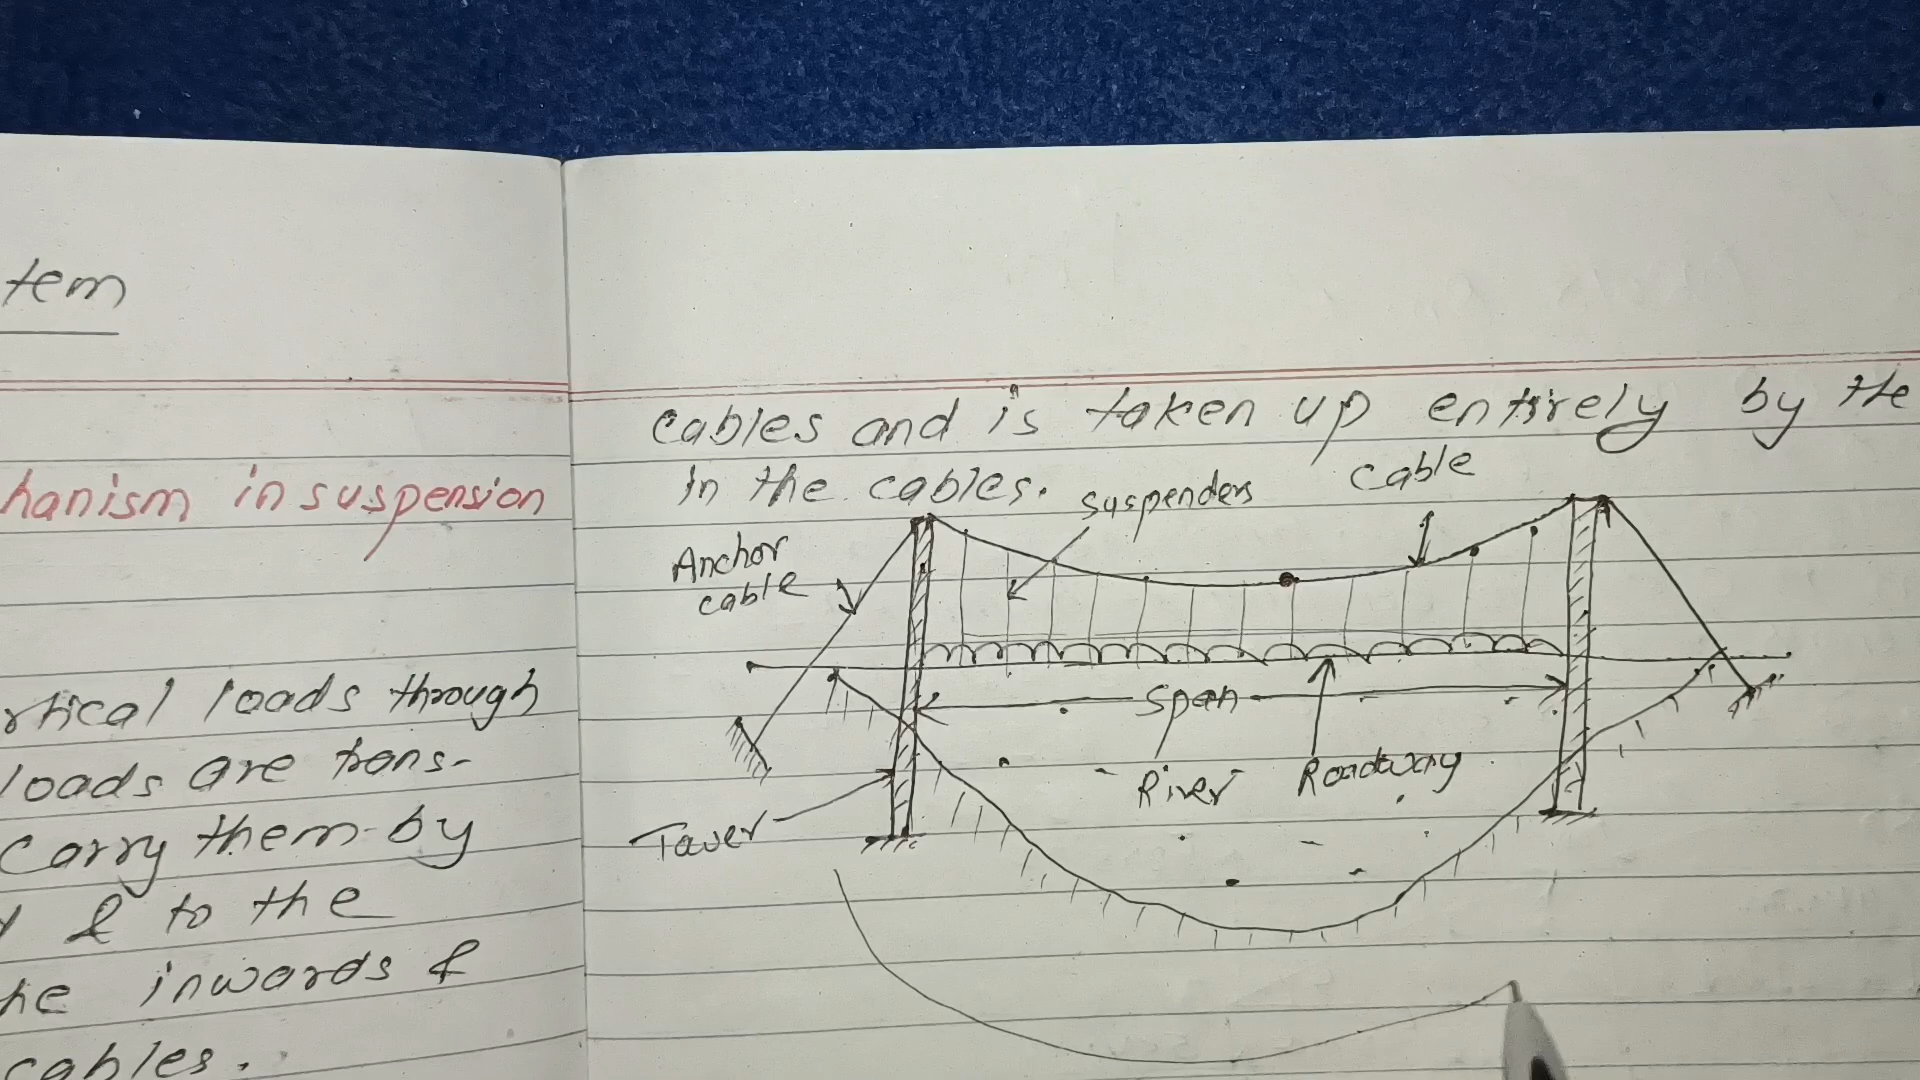 tem
hanism in suspension
rtical loads through
loads are trans-
carry them by
& to the
he inwards &
cables.
cables and is taken up entirely by the
in the cables.
suspenders
cable
Anchor
cable
Span
River
Roadway
Tower